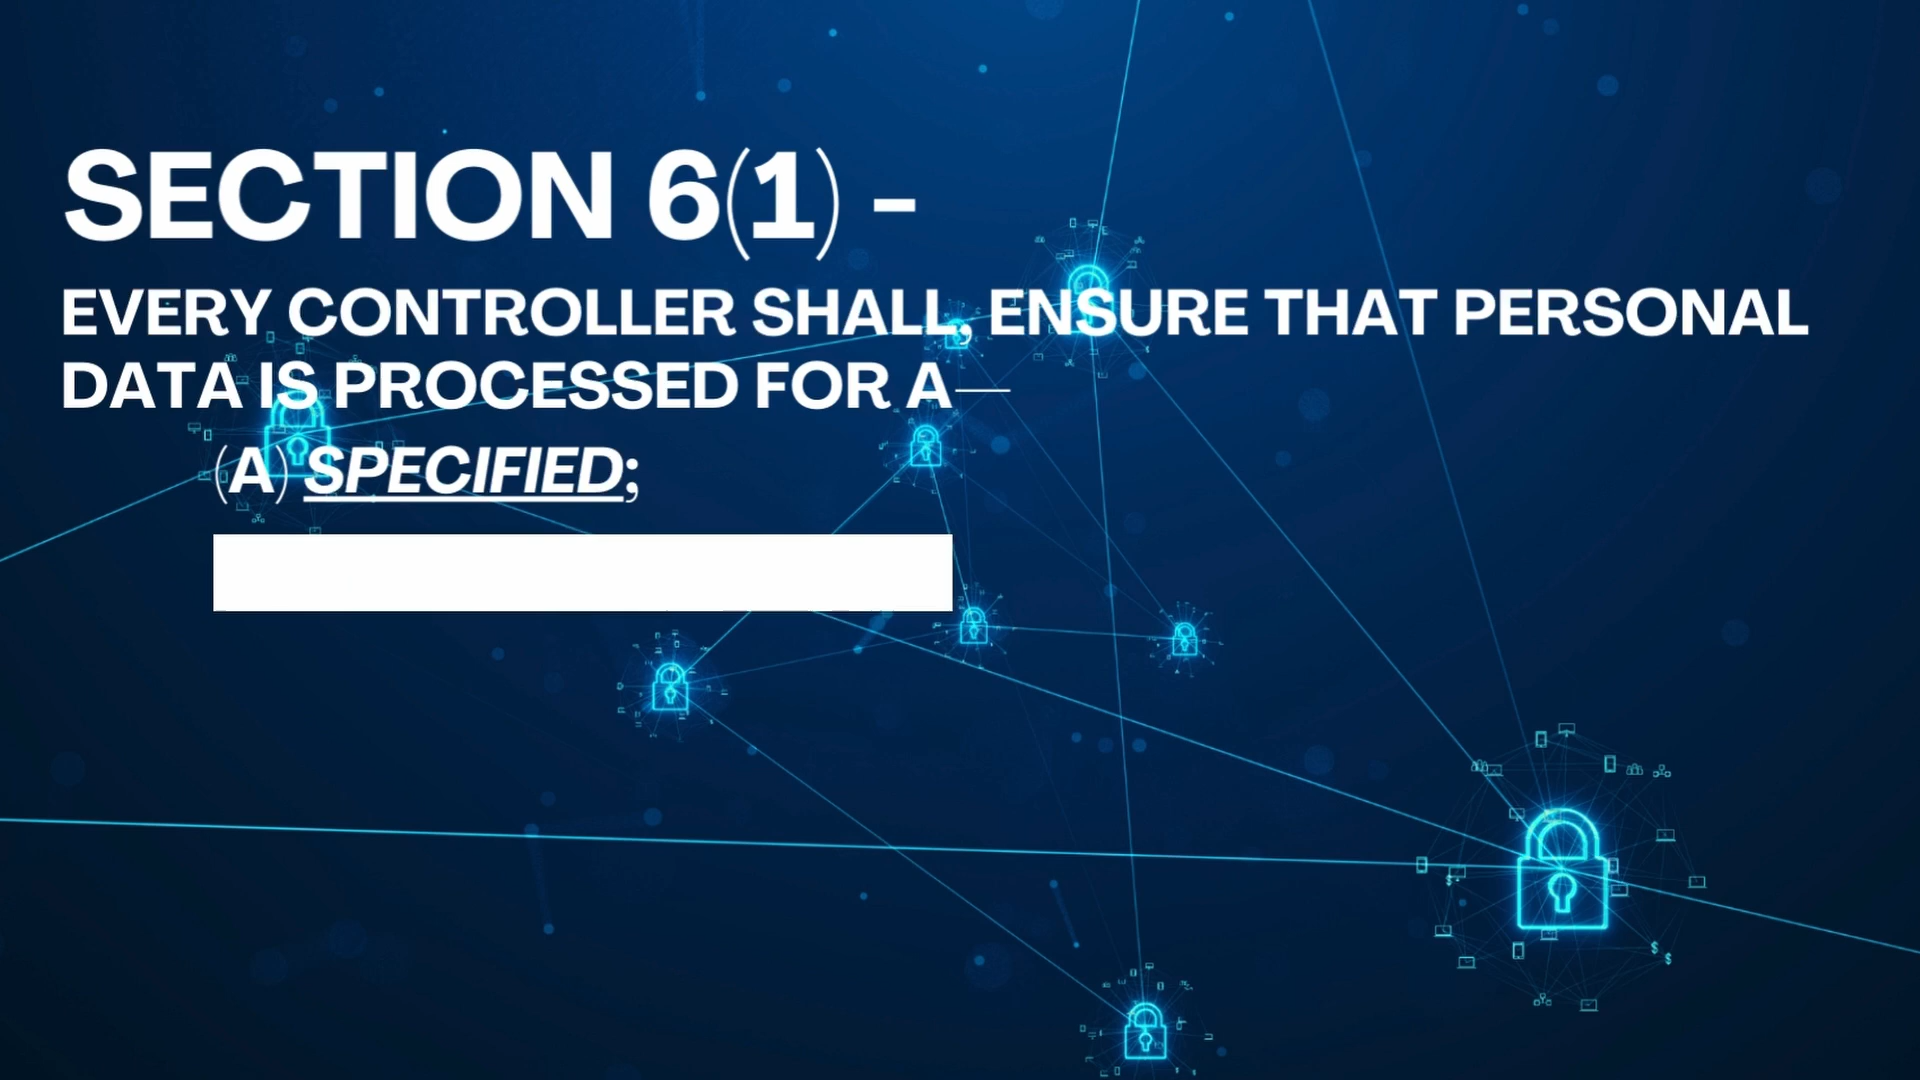 SECTION 6(1) –
EVERY CONTROLLER SHALL, ENSURE THAT PERSONAL
DATA IS PROCESSED FOR A—
(A) SPECIFIED;